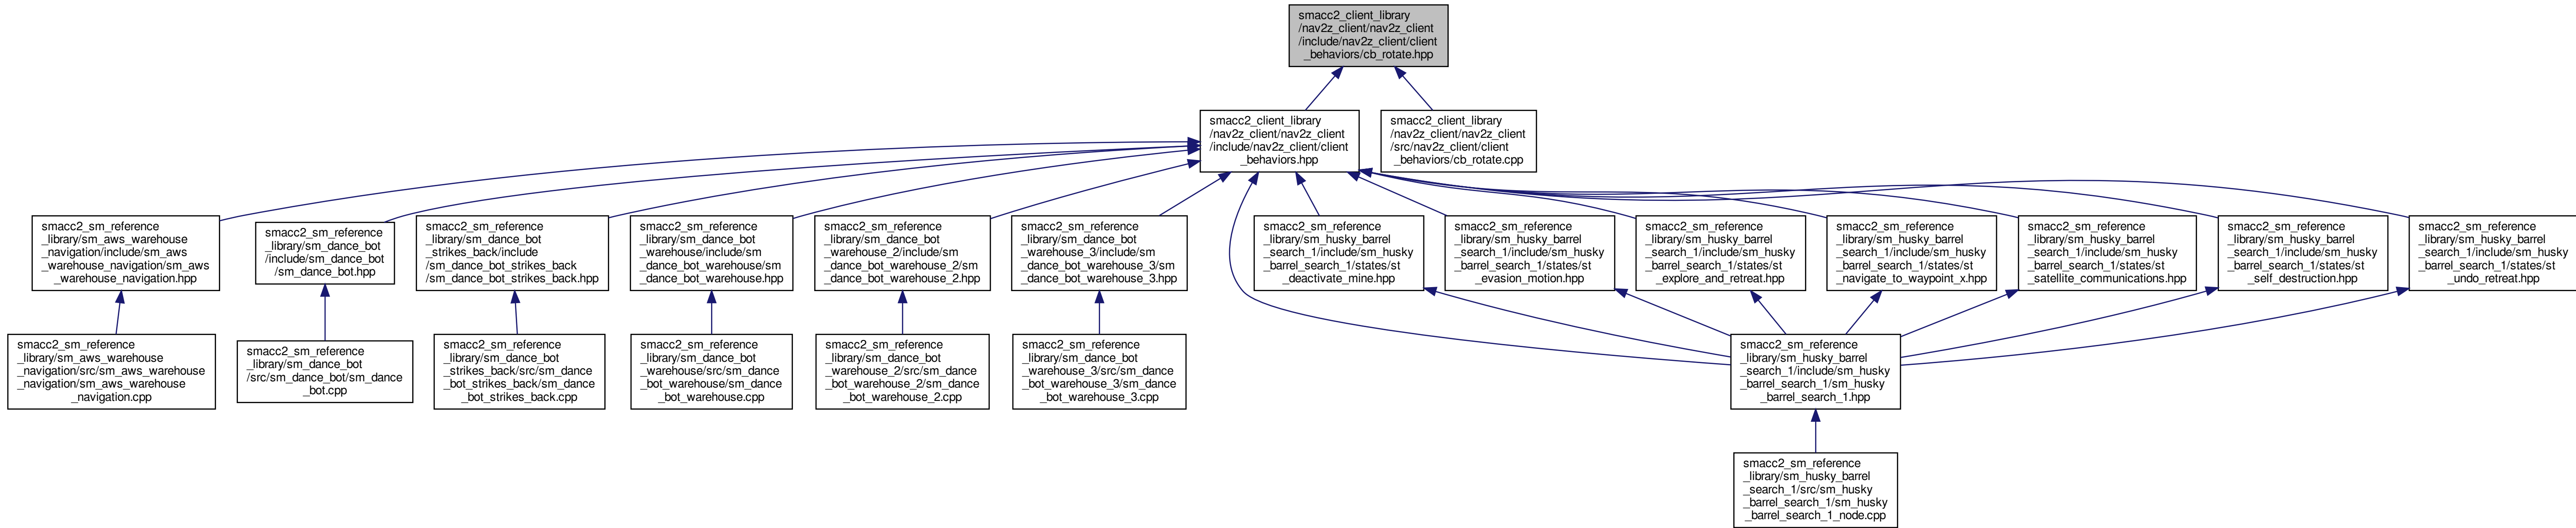 smacc2_client_library
/nav2z_client/nav2z_client
/include/nav2z_client/client
_behaviors/cb_rotate.hpp
smacc2_client_library
/nav2z_client/nav2z_client
/include/nav2z_client/client
_behaviors.hpp
smacc2_client_library
/nav2z_client/nav2z_client
/src/nav2z_client/client
_behaviors/cb_rotate.cpp
smacc2_sm_reference
_library/sm_aws_warehouse
_navigation/include/sm_aws
_warehouse_navigation/sm_aws
_warehouse_navigation.hpp
smacc2_sm_reference
_library/sm_dance_bot
/include/sm_dance_bot
/sm_dance_bot.hpp
smacc2_sm_reference
_library/sm_dance_bot
_strikes_back/include
/sm_dance_bot_strikes_back
/sm_dance_bot_strikes_back.hpp
smacc2_sm_reference
_library/sm_dance_bot
_warehouse/include/sm
_dance_bot_warehouse/sm
_dance_bot_warehouse.hpp
smacc2_sm_reference
_library/sm_dance_bot
_warehouse_2/include/sm
_dance_bot_warehouse_2/sm
_dance_bot_warehouse_2.hpp
smacc2_sm_reference
_library/sm_dance_bot
_warehouse_3/include/sm
_dance_bot_warehouse_3/sm
_dance_bot_warehouse_3.hpp
smacc2_sm_reference
_library/sm_husky_barrel
_search_1/include/sm_husky
_barrel_search_1/states/st
_deactivate_mine.hpp
smacc2_sm_reference
_library/sm_husky_barrel
_search_1/include/sm_husky
_barrel_search_1/states/st
_evasion_motion.hpp
smacc2_sm_reference
_library/sm_husky_barrel
_search_1/include/sm_husky
_barrel_search_1/states/st
_explore_and_retreat.hpp
smacc2_sm_reference
_library/sm_husky_barrel
_search_1/include/sm_husky
_barrel_search_1/states/st
_navigate_to_waypoint_x.hpp
smacc2_sm_reference
_library/sm_husky_barrel
_search_1/include/sm_husky
_barrel_search_1/states/st
_satellite_communications.hpp
smacc2_sm_reference
_library/sm_husky_barrel
_search_1/include/sm_husky
_barrel_search_1/states/st
_self_destruction.hpp
smacc2_sm_reference
_library/sm_husky_barrel
_search_1/include/sm_husky
_barrel_search_1/states/st
_undo_retreat.hpp
smacc2_sm_reference
_library/sm_aws_warehouse
_navigation/src/sm_aws_warehouse
_navigation/sm_aws_warehouse
_navigation.cpp
smacc2_sm_reference
_library/sm_dance_bot
/src/sm_dance_bot/sm_dance
_bot.cpp
smacc2_sm_reference
_library/sm_dance_bot
_strikes_back/src/sm_dance
_bot_strikes_back/sm_dance
_bot_strikes_back.cpp
smacc2_sm_reference
_library/sm_dance_bot
_warehouse/src/sm_dance
_bot_warehouse/sm_dance
_bot_warehouse.cpp
smacc2_sm_reference
_library/sm_dance_bot
_warehouse_2/src/sm_dance
_bot_warehouse_2/sm_dance
_bot_warehouse_2.cpp
smacc2_sm_reference
_library/sm_dance_bot
_warehouse_3/src/sm_dance
_bot_warehouse_3/sm_dance
_bot_warehouse_3.cpp
smacc2_sm_reference
_library/sm_husky_barrel
_search_1/include/sm_husky
_barrel_search_1/sm_husky
_barrel_search_1.hpp
smacc2_sm_reference
_library/sm_husky_barrel
_search_1/src/sm_husky
_barrel_search_1/sm_husky
_barrel_search_1_node.cpp